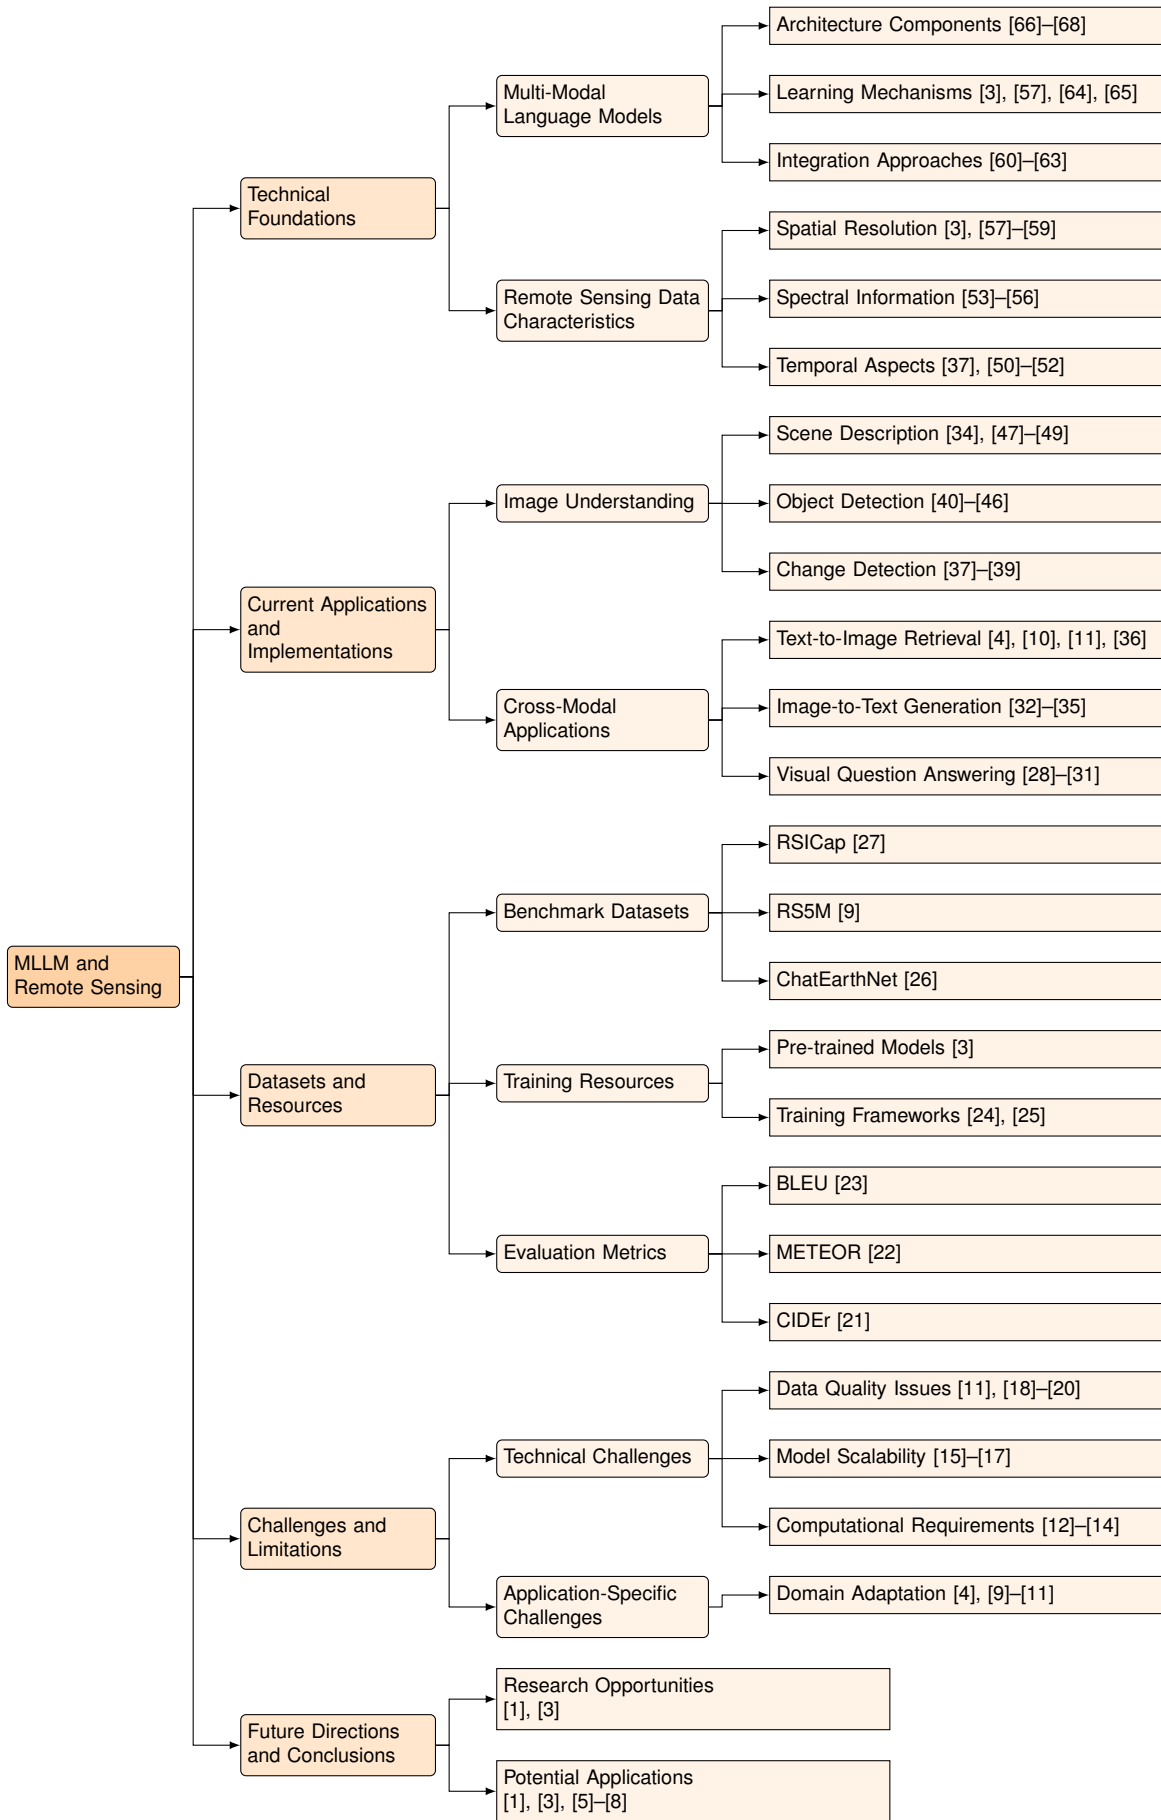 Architecture Components [66]–[68]
Multi-Modal
Language Models
Learning Mechanisms [3], [57], [64], [65]
Integration Approaches [60]–[63]
Technical
Foundations
Spatial Resolution [3], [57]–[59]
Remote Sensing Data
Characteristics
Spectral Information [53]–[56]
Temporal Aspects [37], [50]–[52]
Scene Description [34], [47]–[49]
Image Understanding
Object Detection [40]–[46]
Change Detection [37]–[39]
Current Applications
and
Implementations
Text-to-Image Retrieval [4], [10], [11], [36]
Cross-Modal
Applications
Image-to-Text Generation [32]–[35]
Visual Question Answering [28]–[31]
RSICap [27]
Benchmark Datasets
RS5M [9]
ChatEarthNet [26]
MLLM and
Remote Sensing
Datasets and
Resources
Pre-trained Models [3]
Training Resources
Training Frameworks [24], [25]
BLEU [23]
Evaluation Metrics
METEOR [22]
CIDEr [21]
Data Quality Issues [11], [18]–[20]
Technical Challenges
Model Scalability [15]–[17]
Computational Requirements [12]–[14]
Challenges and
Limitations
Application-Specific
Challenges
Domain Adaptation [4], [9]–[11]
Research Opportunities
[1], [3]
Future Directions
and Conclusions
Potential Applications
[1], [3], [5]–[8]